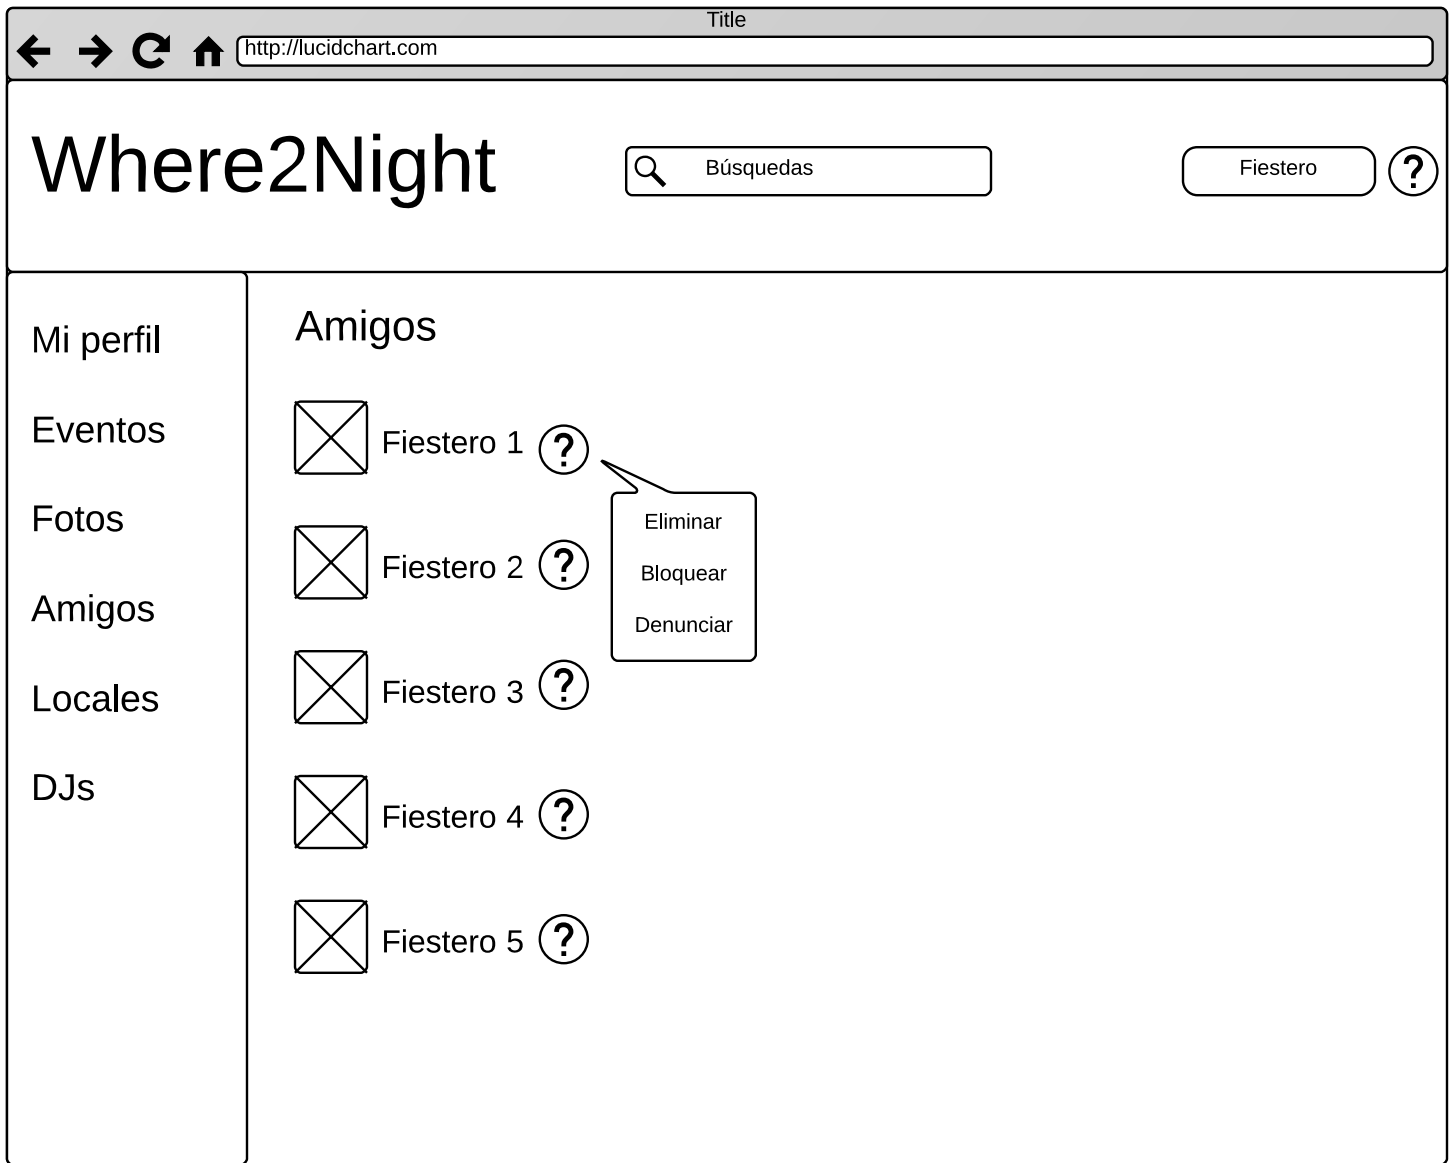 Title
http://lucidchart.com
Where2Night
Búsquedas
Fiestero
?
Mi perfil
Eventos
Fotos
Amigos
Locales
DJs
Amigos
Fiestero 1 ?
Eliminar
Bloquear
Denunciar
Fiestero 2 ?
Fiestero 3 ?
Fiestero 4 ?
Fiestero 5 ?